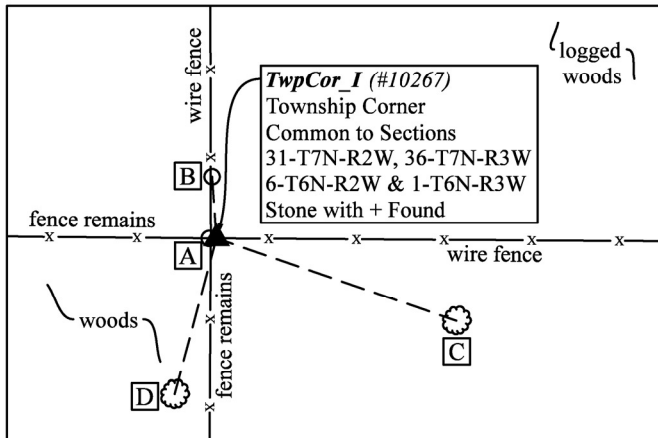 wire fence
logged
woods
TwpCor_I (#10267)
Township Corner
Common to Sections
31-T7N-R2W, 36-T7N-R3W
6-T6N-R2W & 1-T6N-R3W
Stone with + Found
B
fence remains
A
wire fence
woods
fence remains
C
D